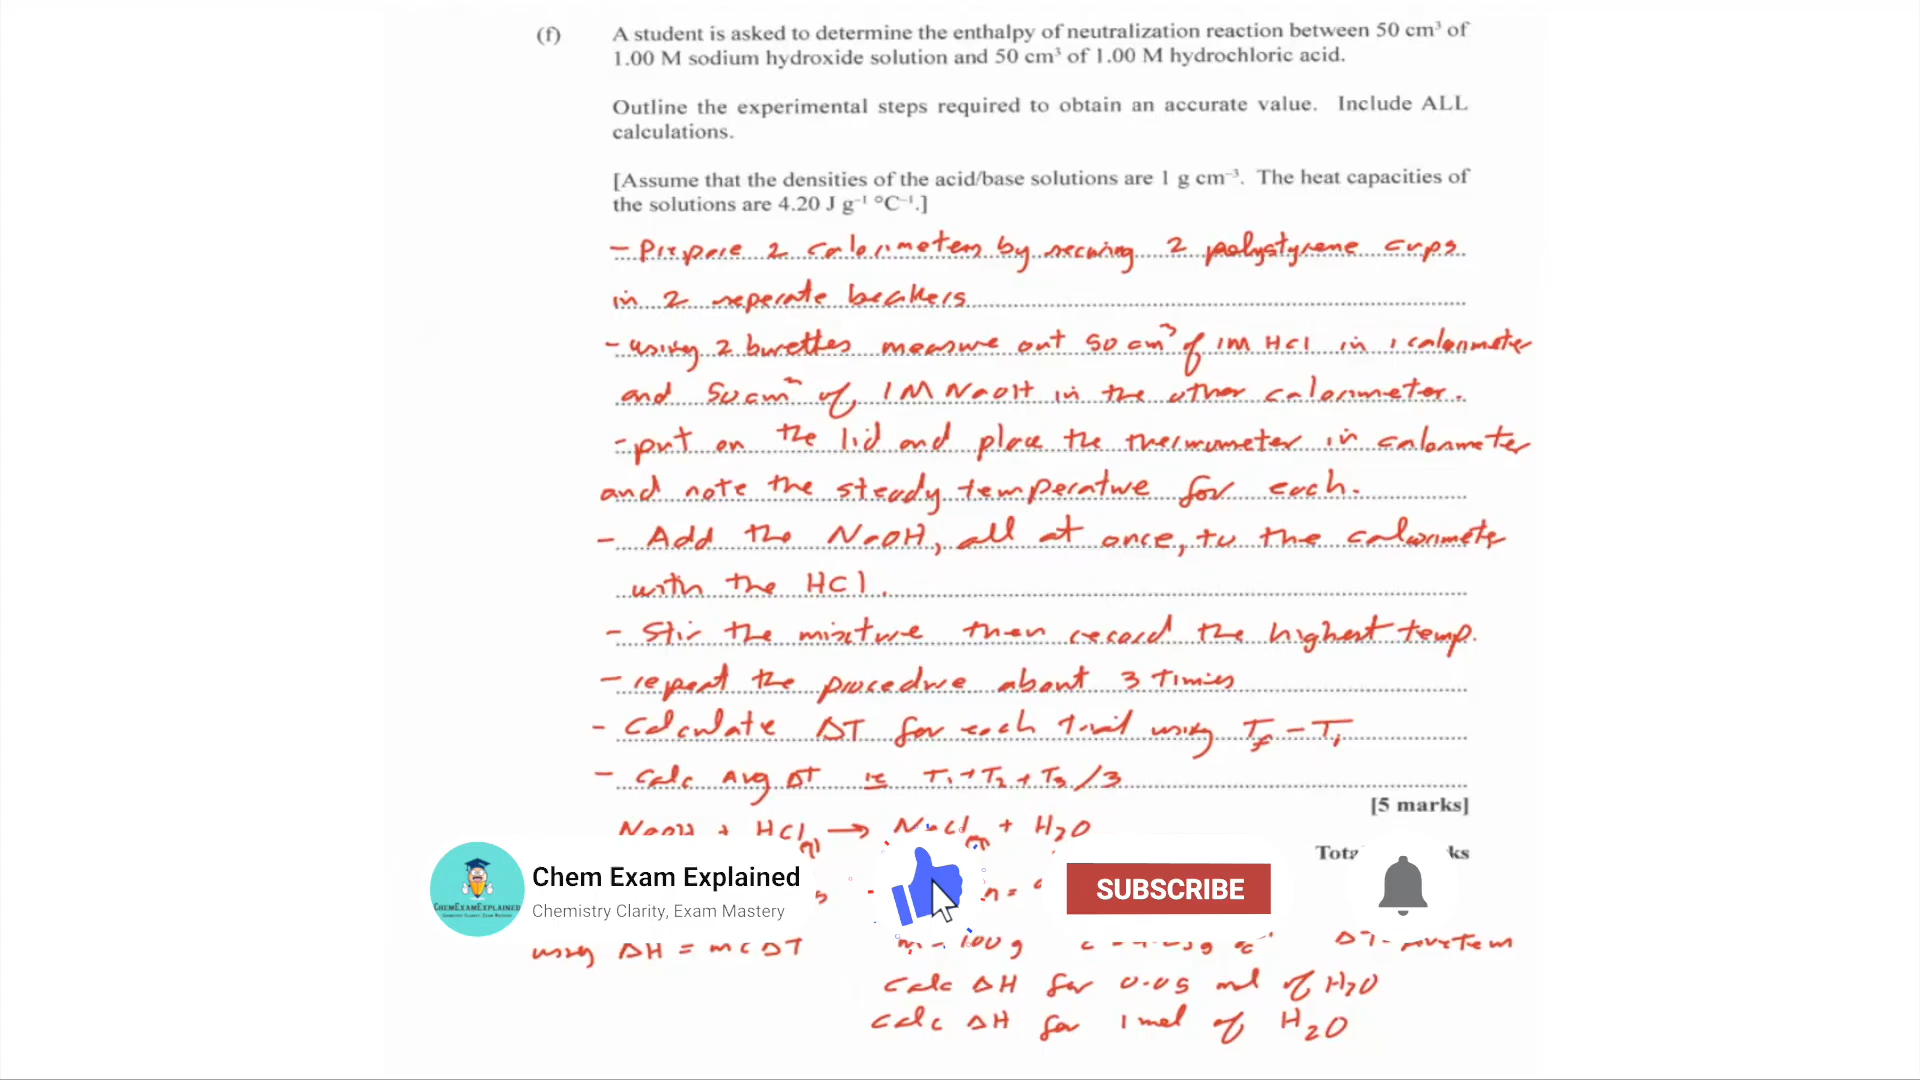 (f) A student is asked to determine the enthalpy of neutralization reaction between 50 cm³ of
1.00 M sodium hydroxide solution and 50 cm³ of 1.00 M hydrochloric acid.
Outline the experimental steps required to obtain an accurate value. Include ALL
calculations.
[Assume that the densities of the acid/base solutions are 1 g cm⁻³. The heat capacities of
the solutions are 4.20 J g⁻¹ °C⁻¹.]
- Prepare 2 calorimeters by securing 2 polystyrene cups
in 2 seperate beakers
- using 2 burettes measure out 50 cm³ of 1M HCl in 1 calorimeter
and 50 cm³ of 1M NaOH in the other calorimeter.
- put on the lid and place the thermometer in calorimeter
and note the steady temperature for each.
- Add the NaOH, all at once, to the calorimeter
with the HCl.
- Stir the mixture then record the highest temp.
- repeat the procedure about 3 times
- Calculate ΔT for each trail using Tf - Ti
- Calc Avg ΔT ie T₁ + T₂ + T₃ / 3
[5 marks]
NaOH + HCl(aq) → NaCl(aq) + H₂O
Chem Exam Explained
Chemistry Clarity, Exam Mastery
CHEMEXAMEXPLAINED
n =
SUBSCRIBE
using ΔH = mcΔT m = 100 g
Calc ΔH for 0.05 mol of H₂O
Calc ΔH for 1 mol of H₂O